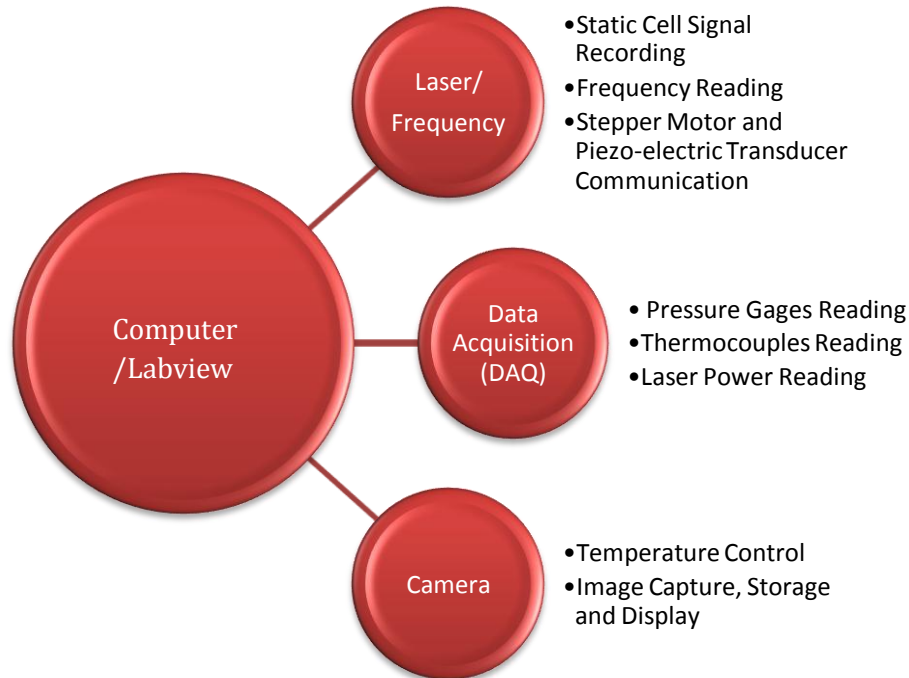 Laser/
Frequency
•Static Cell Signal
Recording
•Frequency Reading
•Stepper Motor and
Piezo-electric Transducer
Communication
Computer
/Labview
Data
Acquisition
(DAQ)
• Pressure Gages Reading
•Thermocouples Reading
•Laser Power Reading
Camera
•Temperature Control
•Image Capture, Storage
and Display